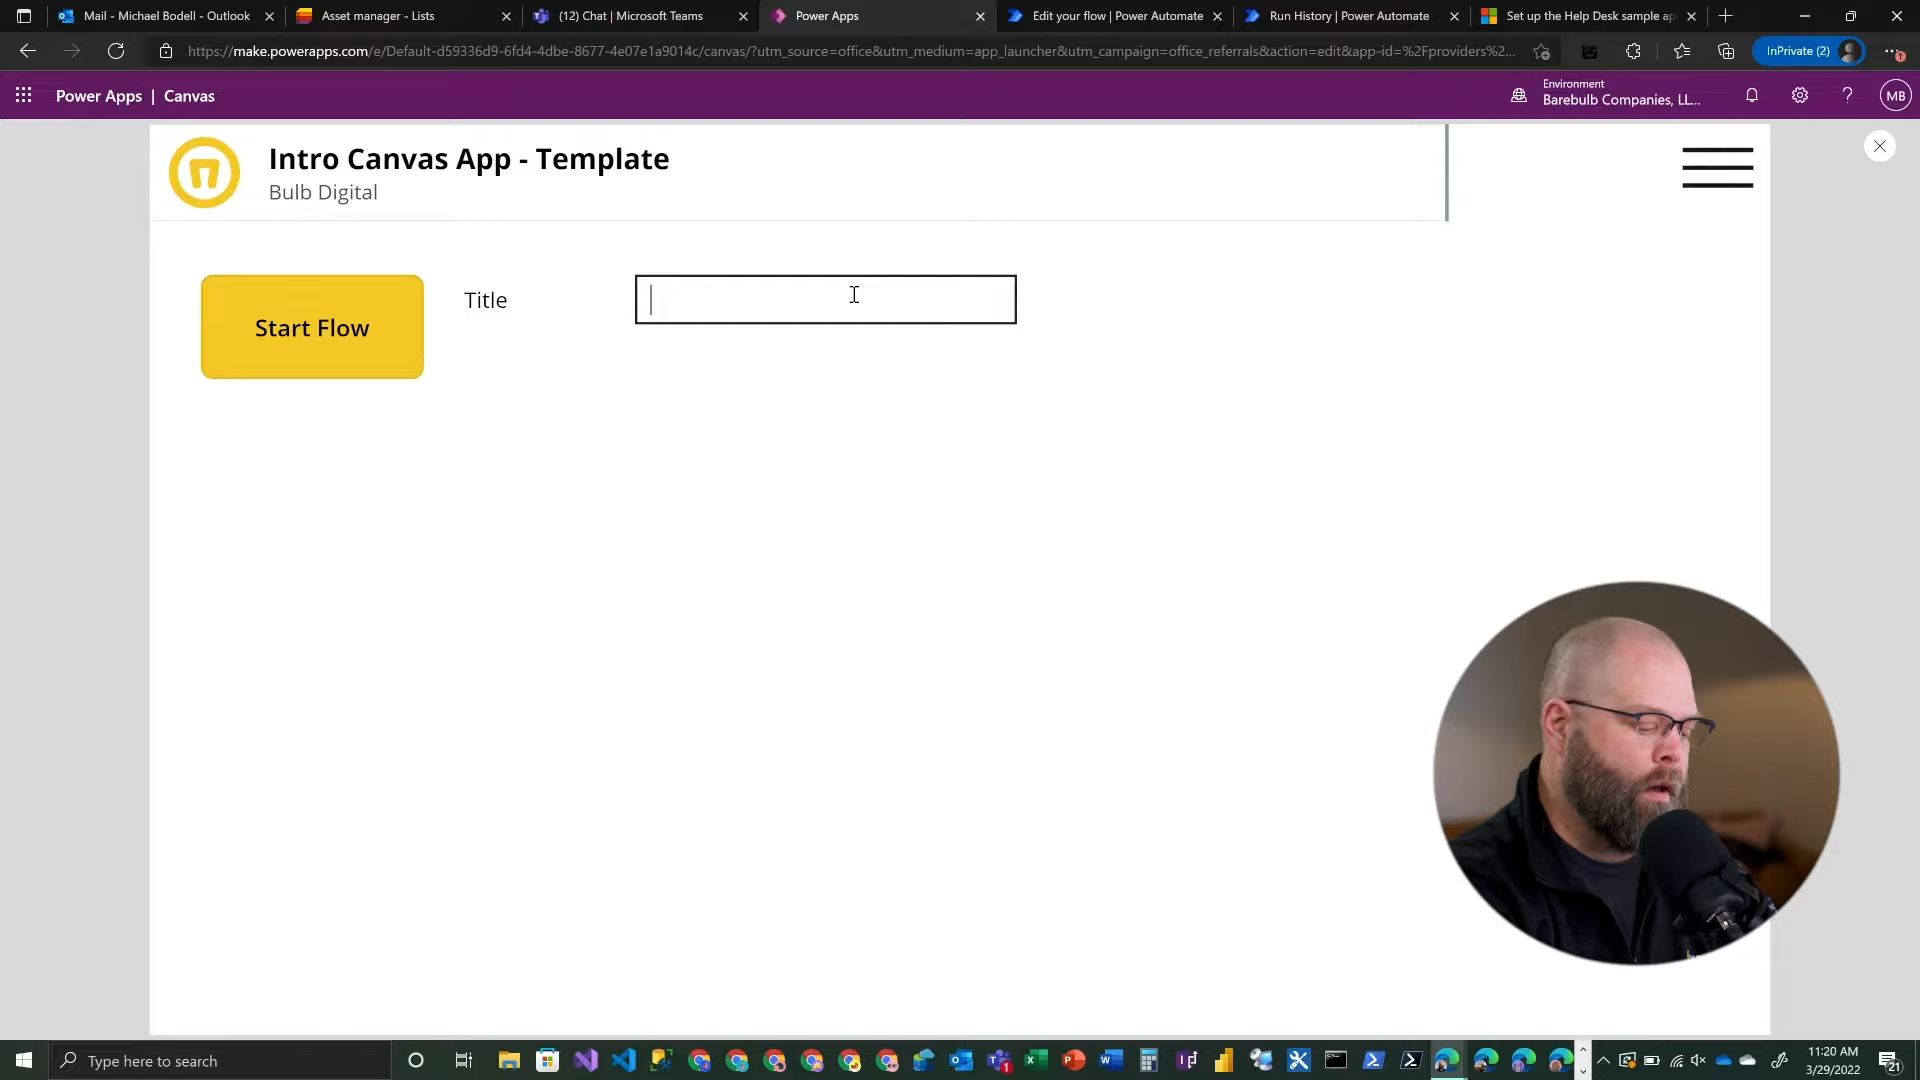 Mail - Michael Bodell - Outlook
Asset manager - Lists
(12) Chat | Microsoft Teams
Power Apps
Edit your flow | Power Automate
Run History | Power Automate
Set up the Help Desk sample ap
https://make.powerapps.com/e/Default-d59336d9-6fd4-4dbe-8677-4e07e1a9014c/canvas/?utm_source=office&utm_medium=app_launcher&utm_campaign=office_referrals&action=edit&app-id=%2Fproviders%2...
InPrivate (2)
Power Apps | Canvas
Environment
Barebulb Companies, LL...
MB
Intro Canvas App - Template
Bulb Digital
Start Flow
Title
Type here to search
11:20 AM
3/29/2022
21